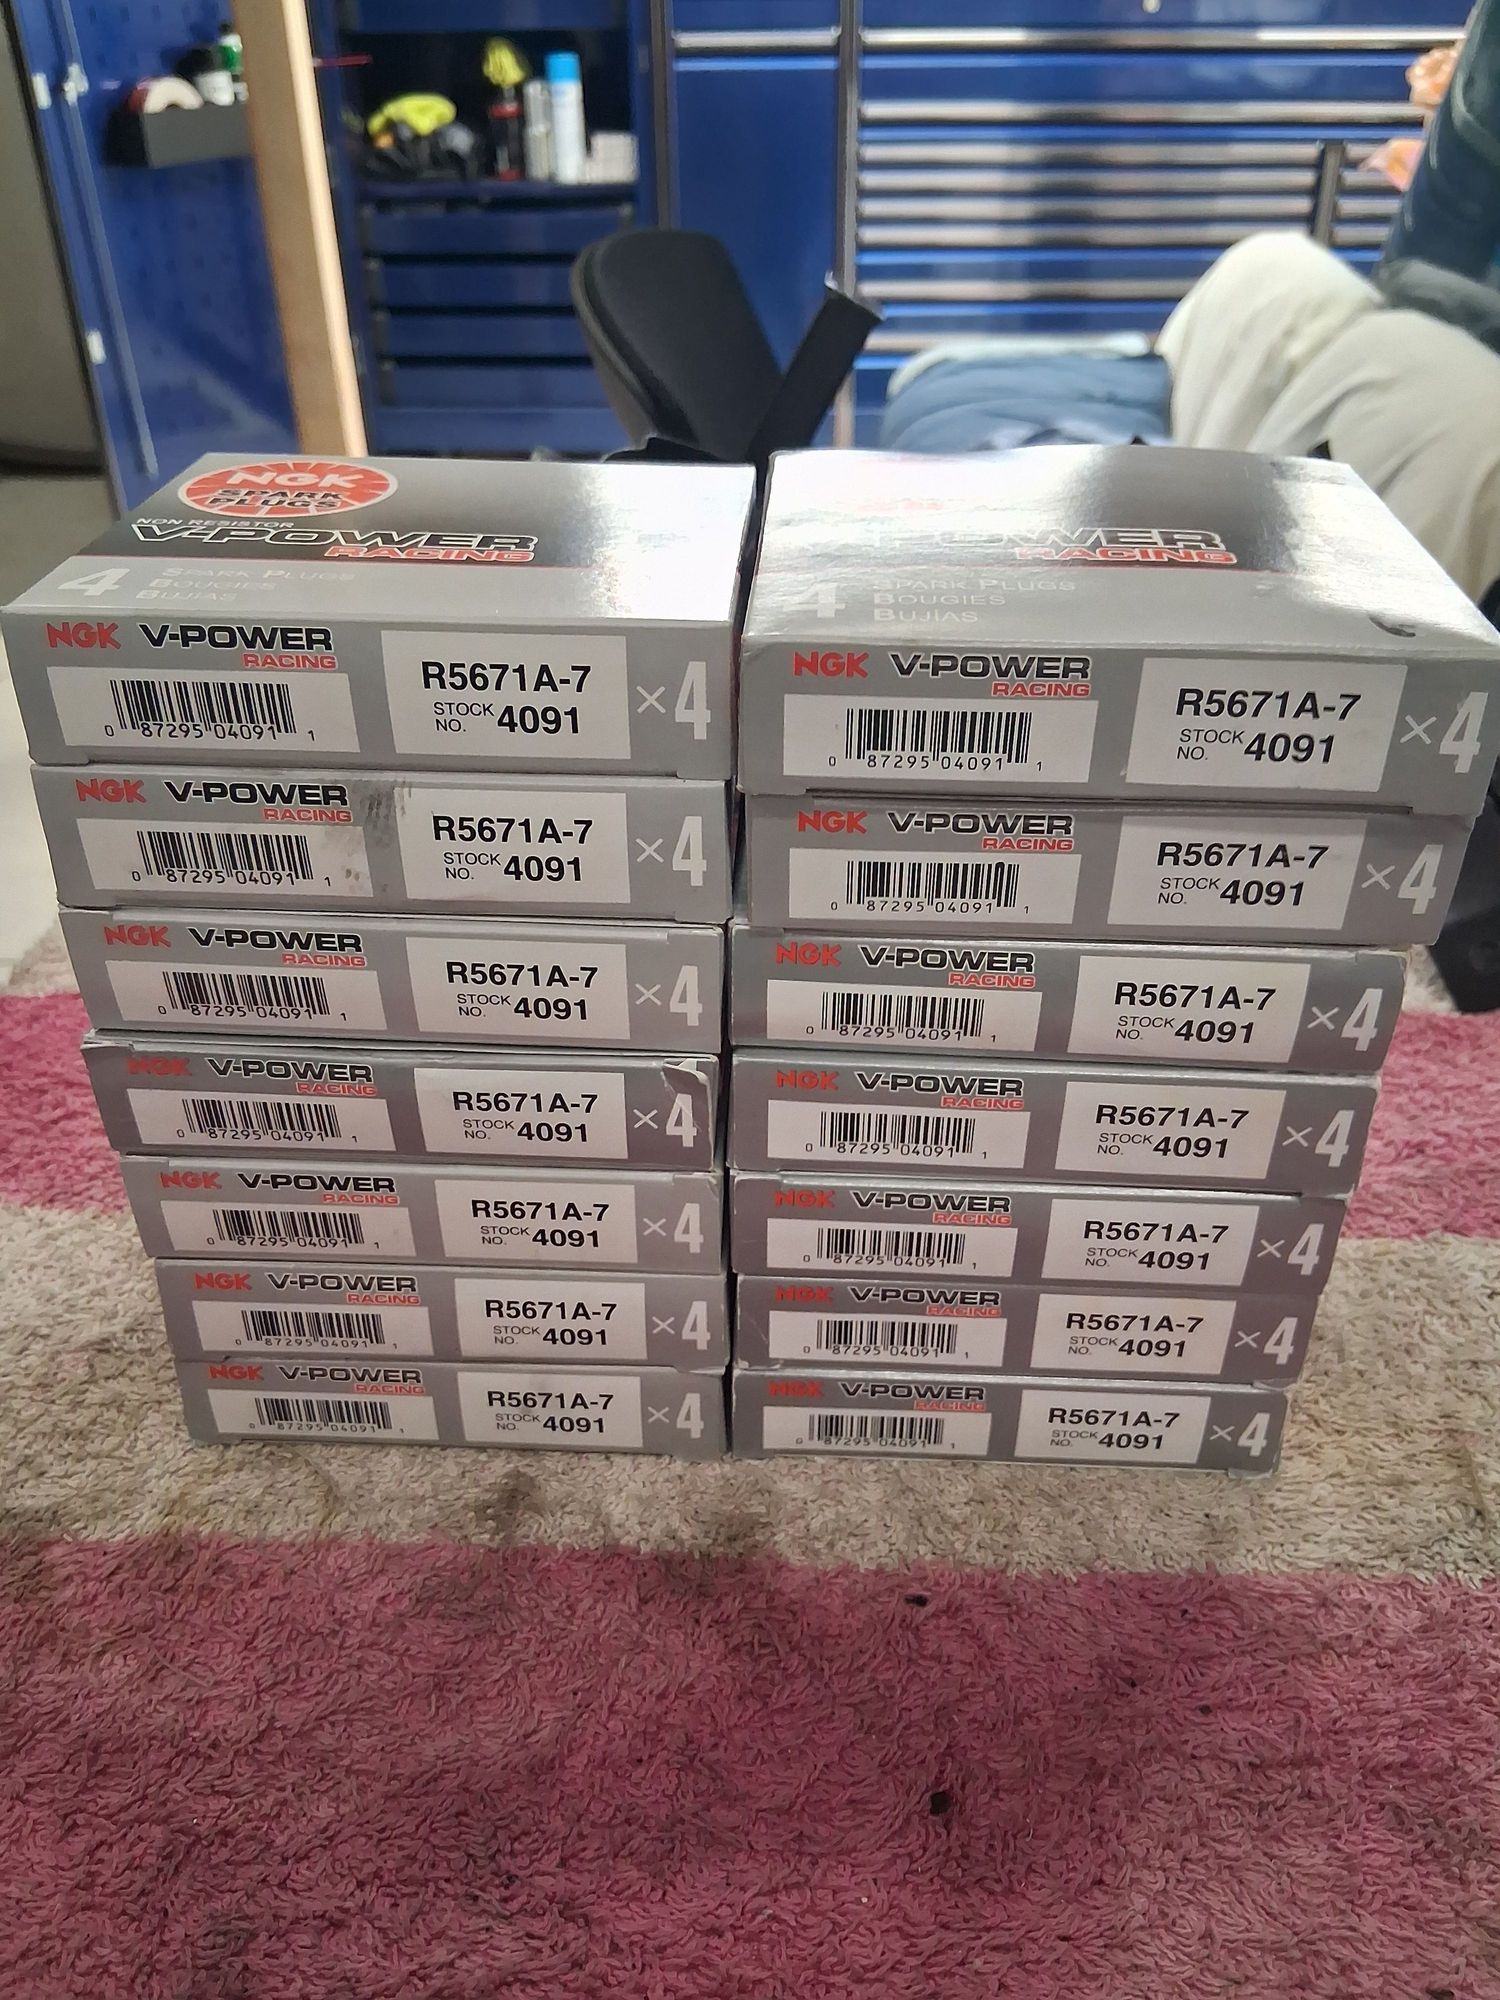 NGK
SPARK
PLUGS
NON RESISTOR
V-POWER
RACING
4 SPARK PLUGS
BOUGIES
BUJIAS
POWER
RACING
4 SPARK PLUGS
BOUGIES
BUJIAS
NGK V-POWER
RACING
0 87295 04091 1
R5671A-7
STOCK NO. 4091
×4
NGK V-POWER
RACING
0 87295 04091 1
R5671A-7
STOCK NO. 4091
×4
NGK V-POWER
RACING
0 87295 04091 1
R5671A-7
STOCK NO. 4091
×4
NGK V-POWER
RACING
0 87295 04091 1
R5671A-7
STOCK NO. 4091
×4
NGK V-POWER
RACING
0 87295 04091 1
R5671A-7
STOCK NO. 4091
×4
NGK V-POWER
RACING
0 87295 04091 1
R5671A-7
STOCK NO. 4091
×4
NGK V-POWER
RACING
0 87295 04091 1
R5671A-7
STOCK NO. 4091
×4
NGK V-POWER
RACING
0 87295 04091 1
R5671A-7
STOCK NO. 4091
×4
NGK V-POWER
RACING
0 87295 04091 1
R5671A-7
STOCK NO. 4091
×4
NGK V-POWER
RACING
0 87295 04091 1
R5671A-7
STOCK NO. 4091
×4
NGK V-POWER
RACING
0 87295 04091 1
R5671A-7
STOCK NO. 4091
×4
NGK V-POWER
RACING
0 87295 04091 1
R5671A-7
STOCK NO. 4091
×4
NGK V-POWER
RACING
0 87295 04091 1
R5671A-7
STOCK NO. 4091
×4
NGK V-POWER
RACING
0 87295 04091 1
R5671A-7
STOCK NO. 4091
×4